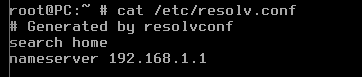 root@PC:~ # cat /etc/resolv.conf
# Generated by resolvconf
search home
nameserver 192.168.1.1